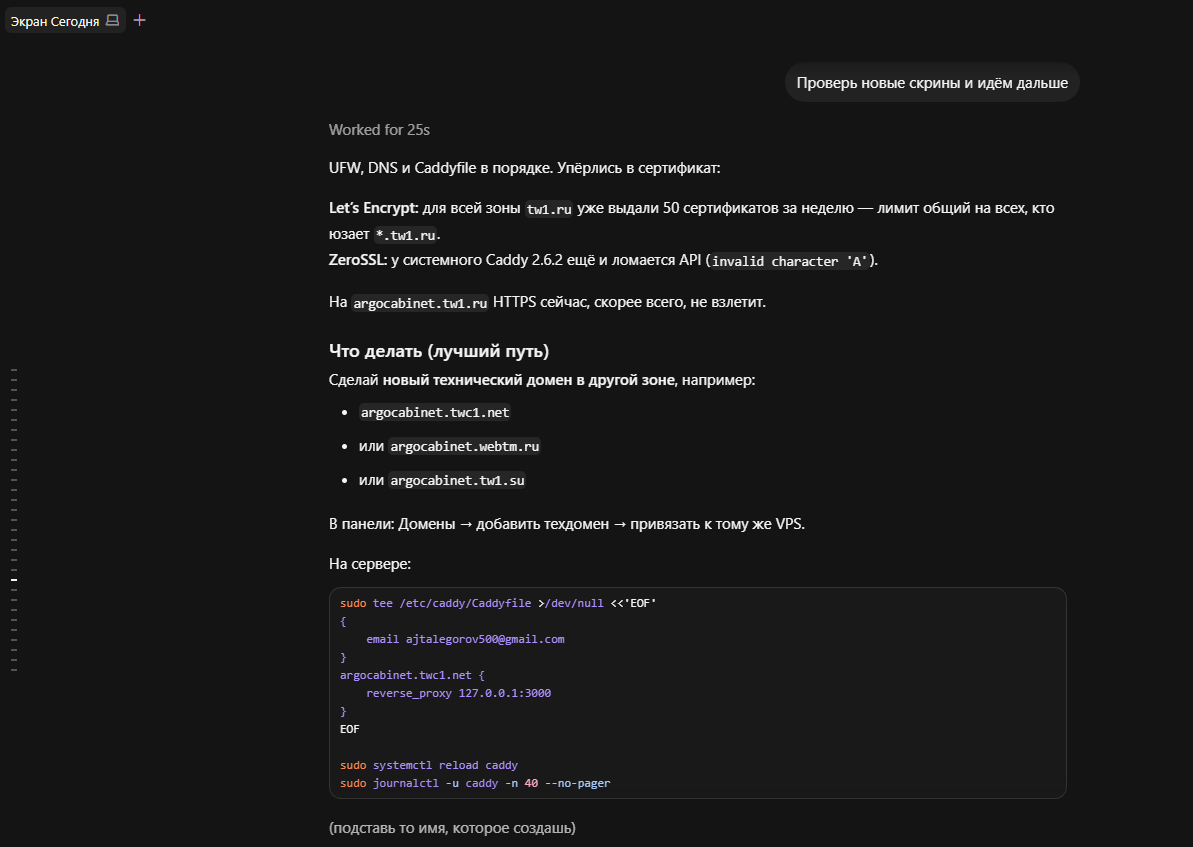 Экран Сегодня
Проверь новые скрины и идём дальше
Worked for 25s
UFW, DNS и Caddyfile в порядке. Упёрлись в сертификат:
Let’s Encrypt: для всей зоны tw1.ru уже выдали 50 сертификатов за неделю — лимит общий на всех, кто
юзает *.tw1.ru.
ZeroSSL: у системного Caddy 2.6.2 ещё и ломается API (invalid character 'A').
На argocabinet.tw1.ru HTTPS сейчас, скорее всего, не взлетит.
Что делать (лучший путь)
Сделай новый технический домен в другой зоне, например:
• argocabinet.twc1.net
• или argocabinet.webtm.ru
• или argocabinet.tw1.su
В панели: Домены → добавить техдомен → привязать к тому же VPS.
На сервере:
sudo tee /etc/caddy/Caddyfile >/dev/null <<'EOF'
{
    email ajtalegorov500@gmail.com
}
argocabinet.twc1.net {
    reverse_proxy 127.0.0.1:3000
}
EOF
sudo systemctl reload caddy
sudo journalctl -u caddy -n 40 --no-pager
(подставь то имя, которое создашь)